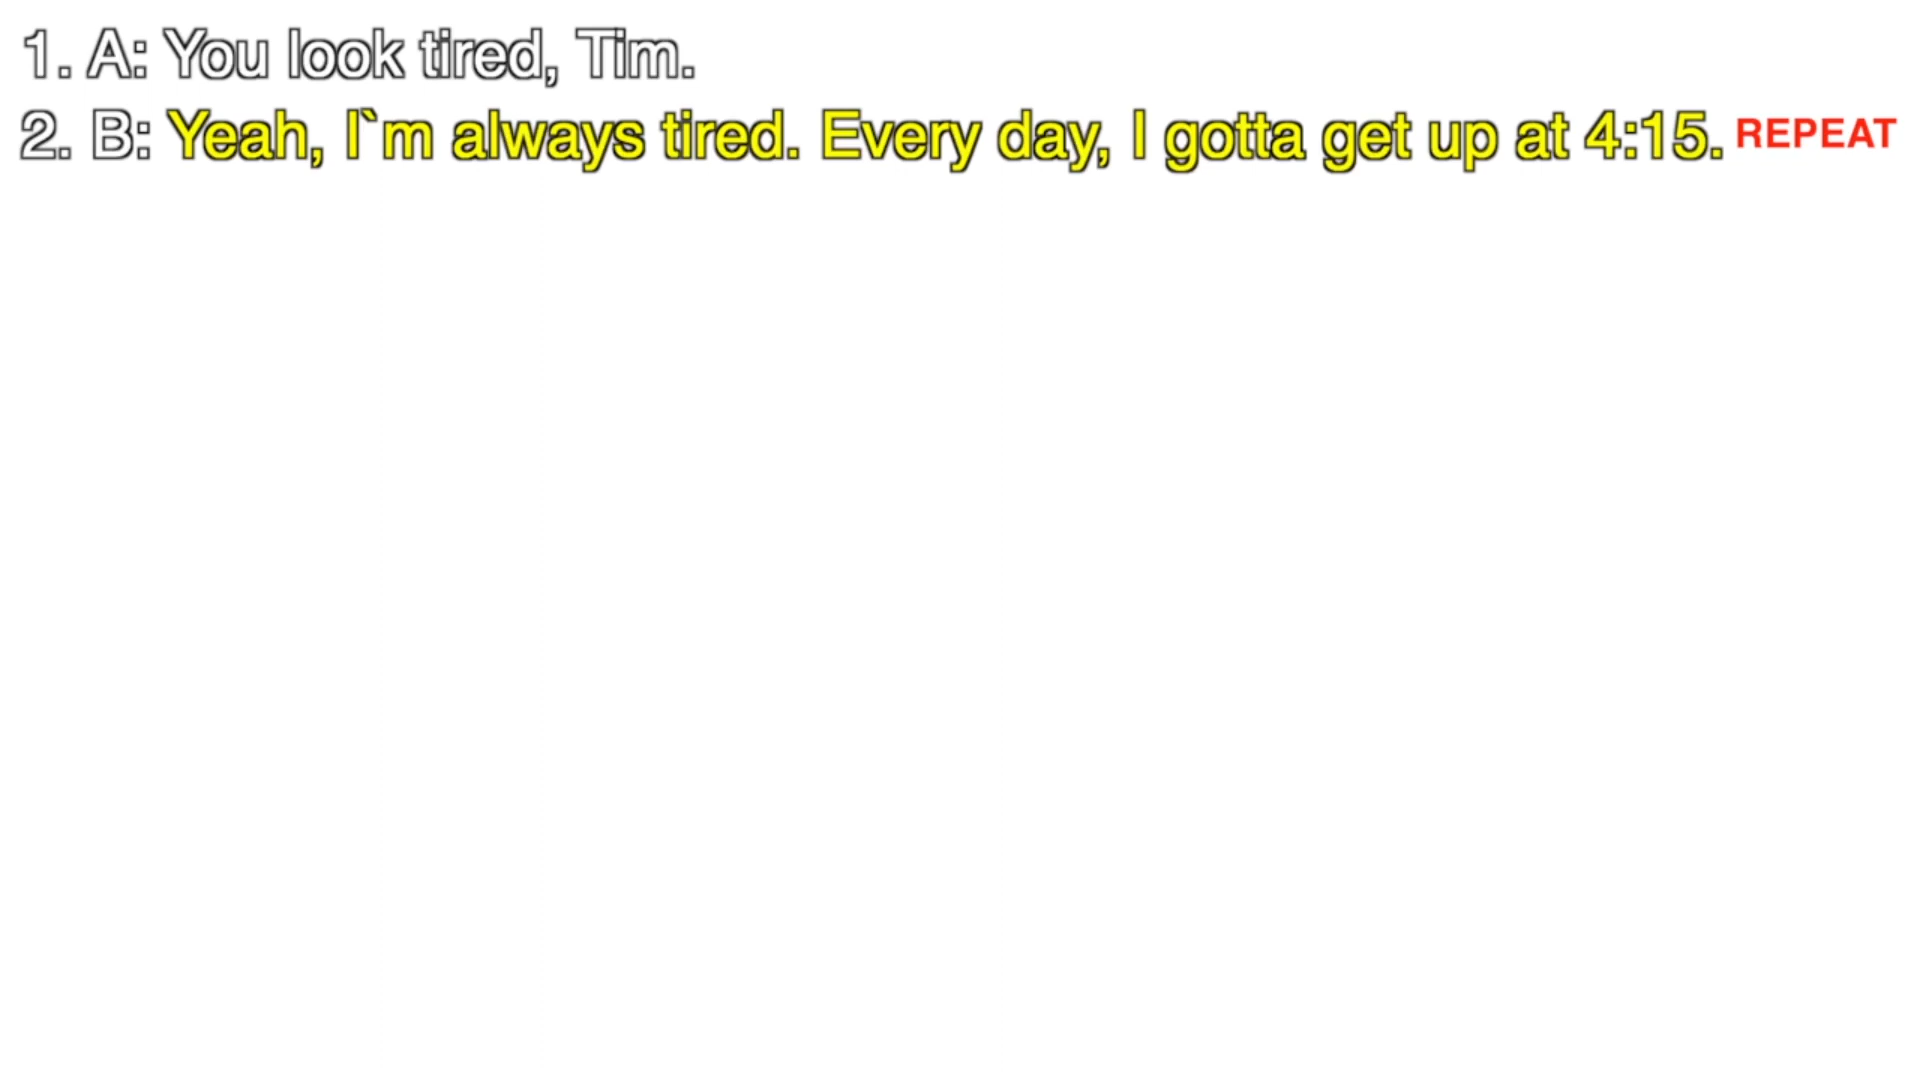 1. A: You look tired, Tim.
2. B: Yeah, I`m always tired. Every day, I gotta get up at 4:15. REPEAT